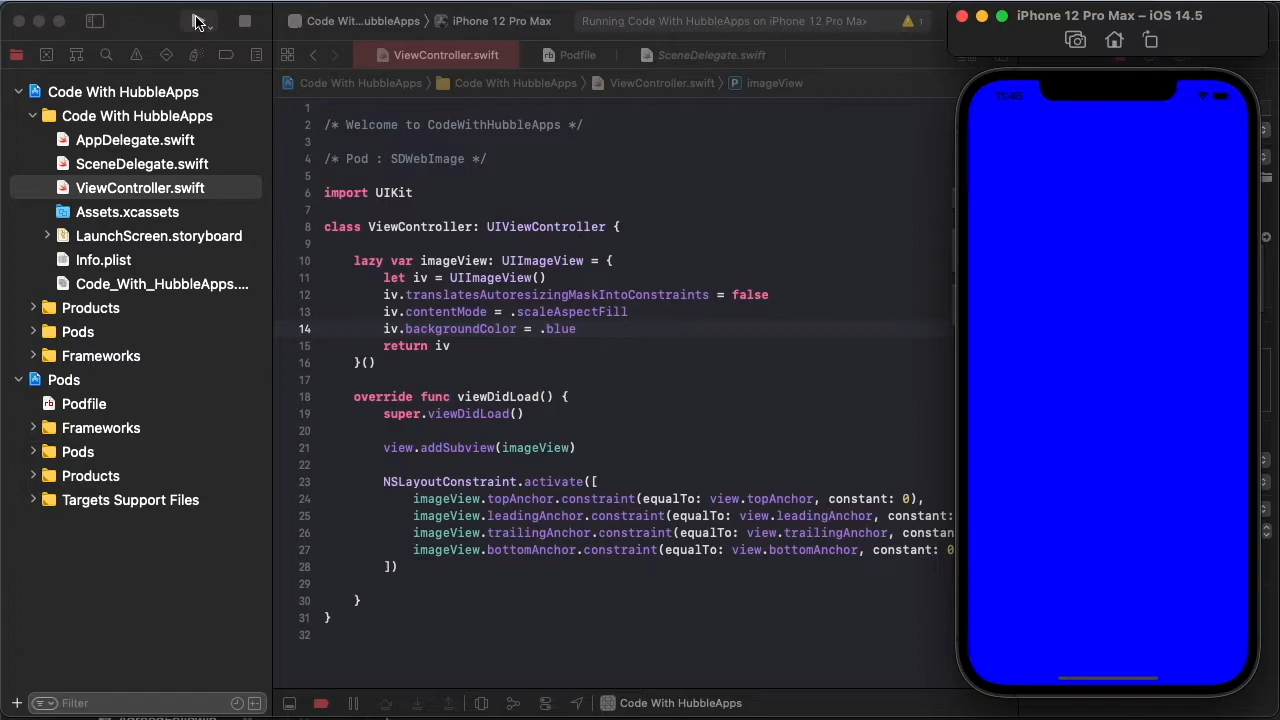 Code Wit...ubbleApps 〉 iPhone 12 Pro Max
Running Code With HubbleApps on iPhone 12 Pro Max
1
iPhone 12 Pro Max – iOS 14.5
ViewController.swift
Podfile
SceneDelegate.swift
Code With HubbleApps 〉 Code With HubbleApps 〉 ViewController.swift 〉 P imageView
Code With HubbleApps
Code With HubbleApps
AppDelegate.swift
SceneDelegate.swift
ViewController.swift
Assets.xcassets
LaunchScreen.storyboard
Info.plist
Code_With_HubbleApps....
Products
Pods
Frameworks
Pods
rb Podfile
Frameworks
Pods
Products
Targets Support Files
Filter
1
2 /* Welcome to CodeWithHubbleApps */
3
4 /* Pod : SDWebImage */
5
6 import UIKit
7
8 class ViewController: UIViewController {
9
10 lazy var imageView: UIImageView = {
11 let iv = UIImageView()
12 iv.translatesAutoresizingMaskIntoConstraints = false
13 iv.contentMode = .scaleAspectFill
14 iv.backgroundColor = .blue
15 return iv
16 }()
17
18 override func viewDidLoad() {
19 super.viewDidLoad()
20
21 view.addSubview(imageView)
22
23 NSLayoutConstraint.activate([
24 imageView.topAnchor.constraint(equalTo: view.topAnchor, constant: 0),
25 imageView.leadingAnchor.constraint(equalTo: view.leadingAnchor, constant:
26 imageView.trailingAnchor.constraint(equalTo: view.trailingAnchor, constan
27 imageView.bottomAnchor.constraint(equalTo: view.bottomAnchor, constant: 0
28 ])
29
30 }
31 }
32
Code With HubbleApps